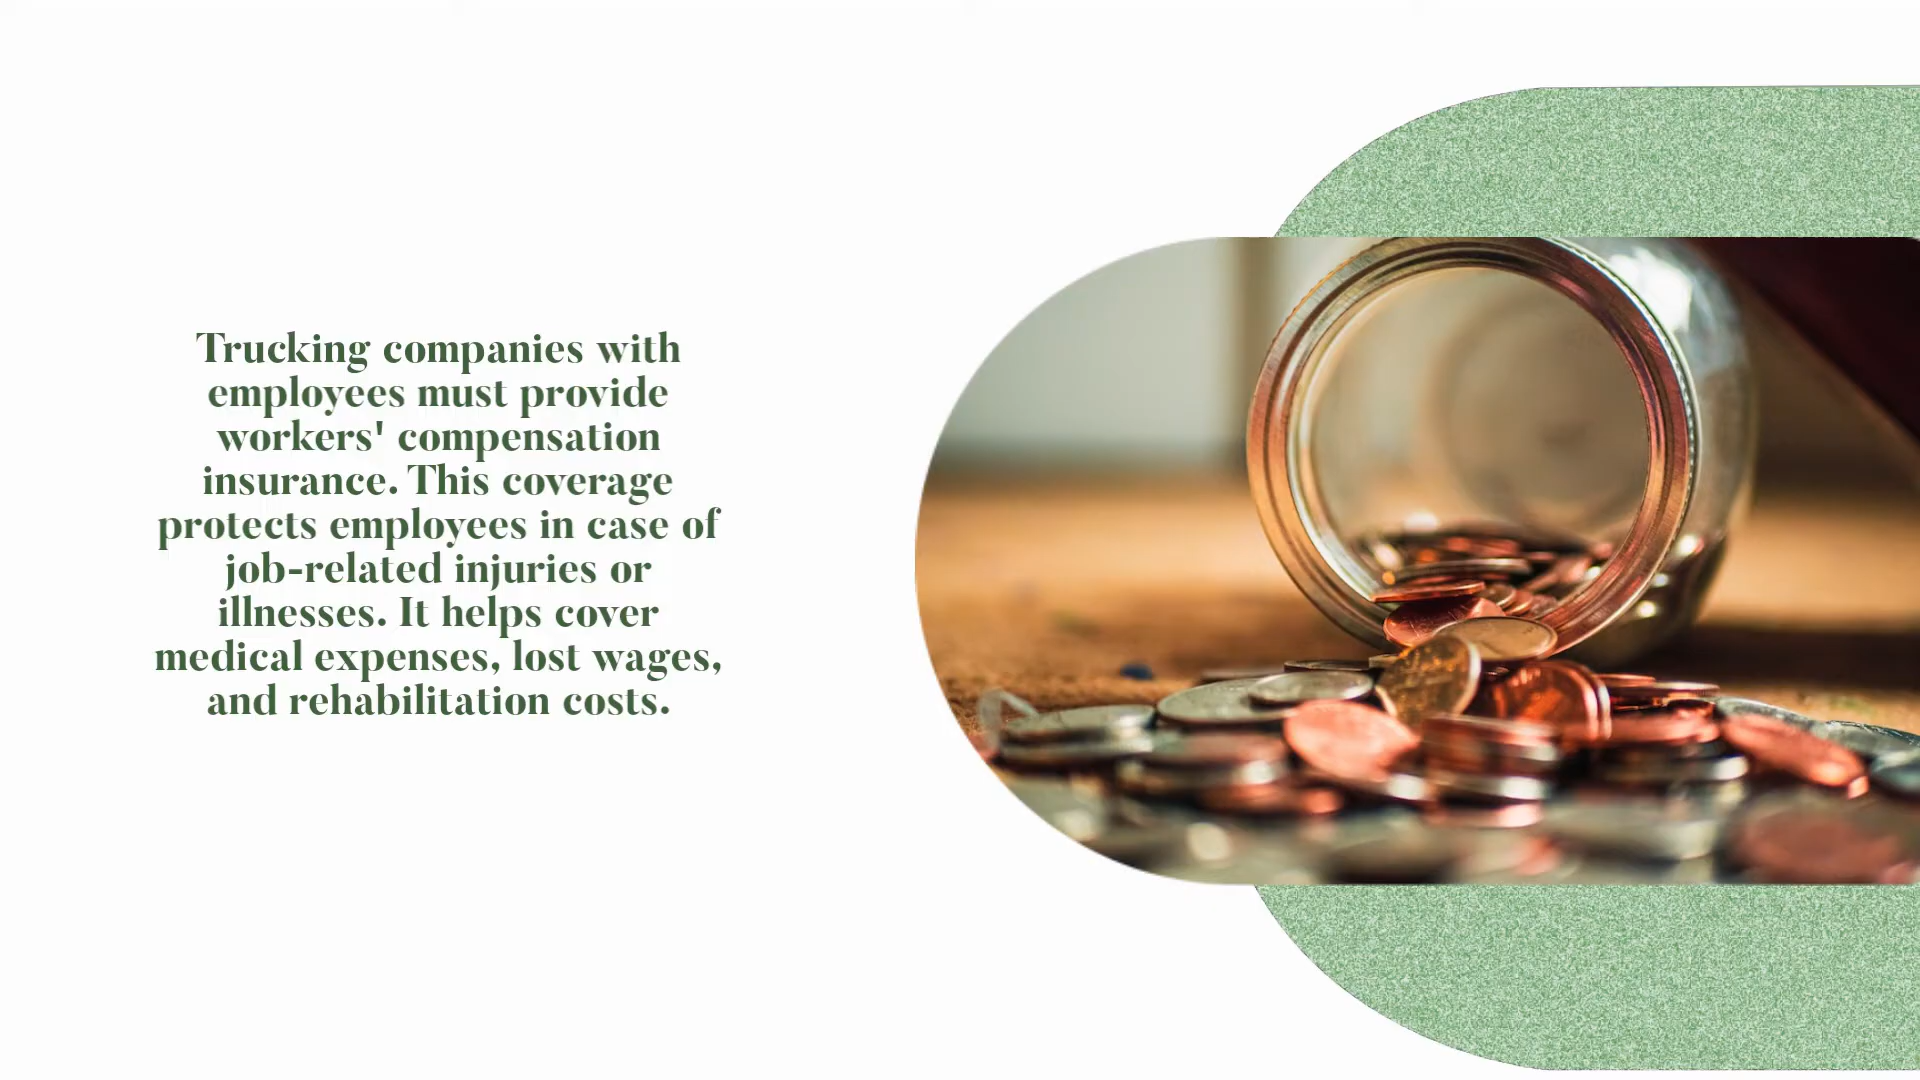 Trucking companies with
employees must provide
workers' compensation
insurance. This coverage
protects employees in case of
job-related injuries or
illnesses. It helps cover
medical expenses, lost wages,
and rehabilitation costs.